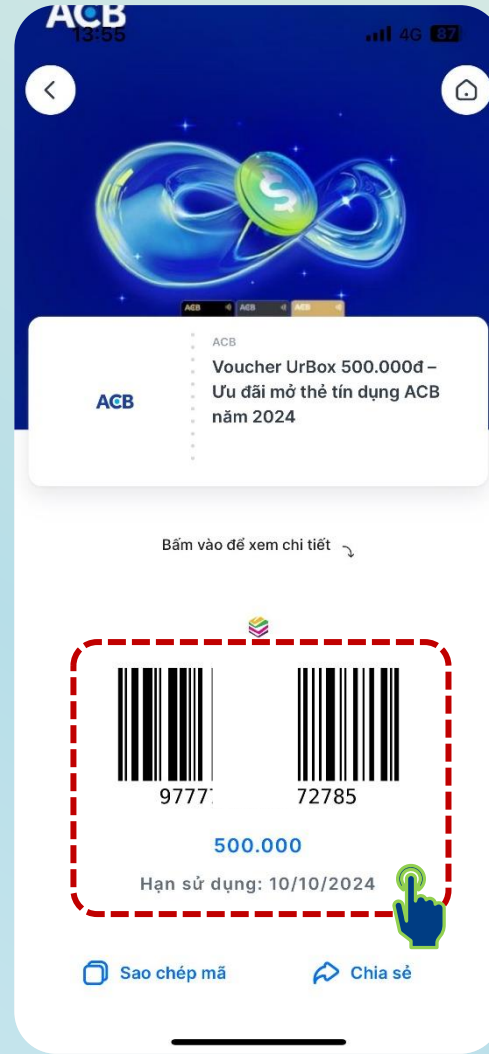 ACB
13:55 4G 87
ACB ACB ACB
ACB
Voucher UrBox 500.000đ –
Ưu đãi mở thẻ tín dụng ACB
năm 2024
ACB
Bấm vào để xem chi tiết
9777 72785
500.000
Hạn sử dụng: 10/10/2024
Sao chép mã Chia sẻ